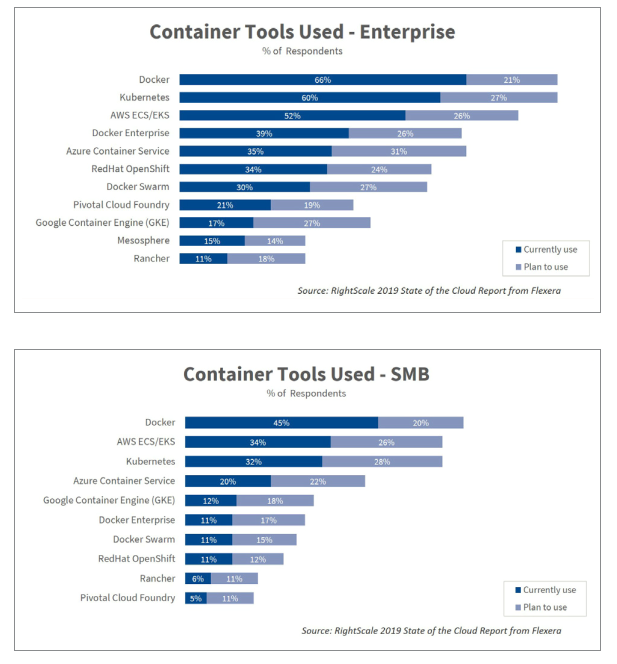 Container Tools Used - Enterprise
% of Respondents
Docker 66% 21%
Kubernetes 60% 27%
AWS ECS/EKS 52% 26%
Docker Enterprise 39% 26%
Azure Container Service 35% 31%
RedHat OpenShift 34% 24%
Docker Swarm 30% 27%
Pivotal Cloud Foundry 21% 19%
Google Container Engine (GKE) 17% 27%
Mesosphere 15% 14%
Rancher 11% 18%
Currently use
Plan to use
Source: RightScale 2019 State of the Cloud Report from Flexera
Container Tools Used - SMB
% of Respondents
Docker 45% 20%
AWS ECS/EKS 34% 26%
Kubernetes 32% 28%
Azure Container Service 20% 22%
Google Container Engine (GKE) 12% 18%
Docker Enterprise 11% 17%
Docker Swarm 11% 15%
RedHat OpenShift 11% 12%
Rancher 6% 11%
Pivotal Cloud Foundry 5% 11%
Currently use
Plan to use
Source: RightScale 2019 State of the Cloud Report from Flexera